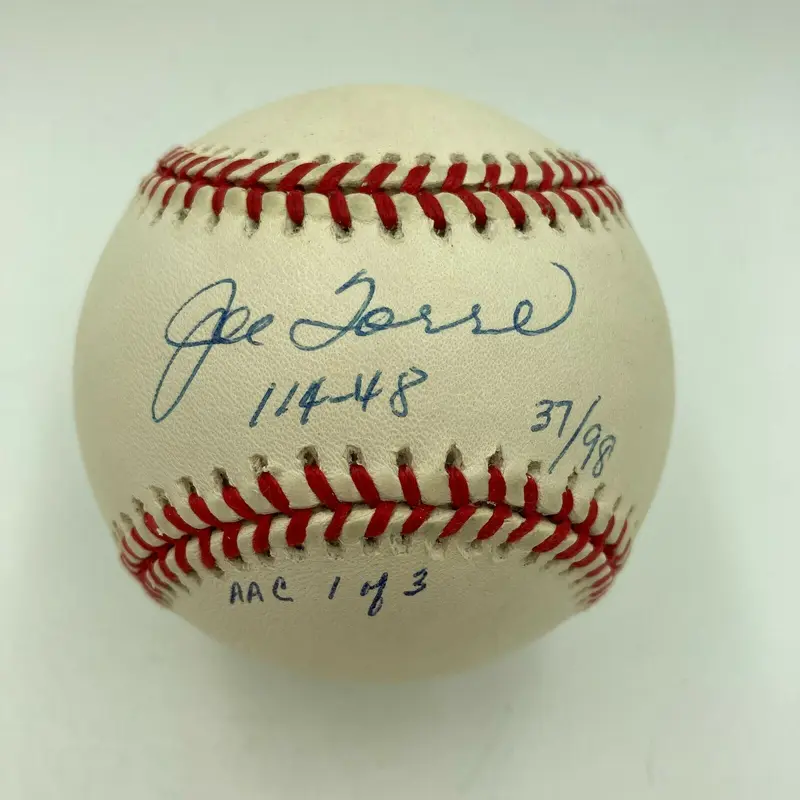 Joe Torre
114-48
37/98
AAC 1 of 3